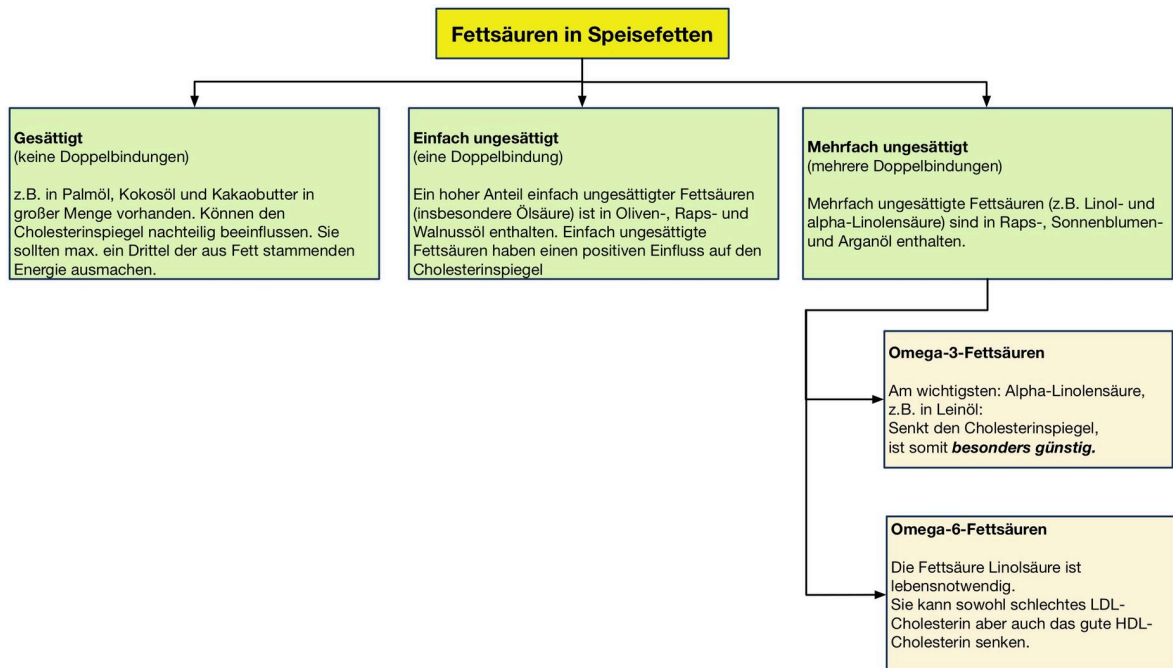 Fettsäuren in Speisefetten
Gesättigt
(keine Doppelbindungen)
z.B. in Palmöl, Kokosöl und Kakaobutter in
großer Menge vorhanden. Können den
Cholesterinspiegel nachteilig beeinflussen. Sie
sollten max. ein Drittel der aus Fett stammenden
Energie ausmachen.
Einfach ungesättigt
(eine Doppelbindung)
Ein hoher Anteil einfach ungesättigter Fettsäuren
(insbesondere Ölsäure) ist in Oliven-, Raps- und
Walnussöl enthalten. Einfach ungesättigte
Fettsäuren haben einen positiven Einfluss auf den
Cholesterinspiegel
Mehrfach ungesättigt
(mehrere Doppelbindungen)
Mehrfach ungesättigte Fettsäuren (z.B. Linol- und
alpha-Linolensäure) sind in Raps-, Sonnenblumen-
und Arganöl enthalten.
Omega-3-Fettsäuren
Am wichtigsten: Alpha-Linolensäure,
z.B. in Leinöl:
Senkt den Cholesterinspiegel,
ist somit besonders günstig.
Omega-6-Fettsäuren
Die Fettsäure Linolsäure ist
lebensnotwendig.
Sie kann sowohl schlechtes LDL-
Cholesterin aber auch das gute HDL-
Cholesterin senken.